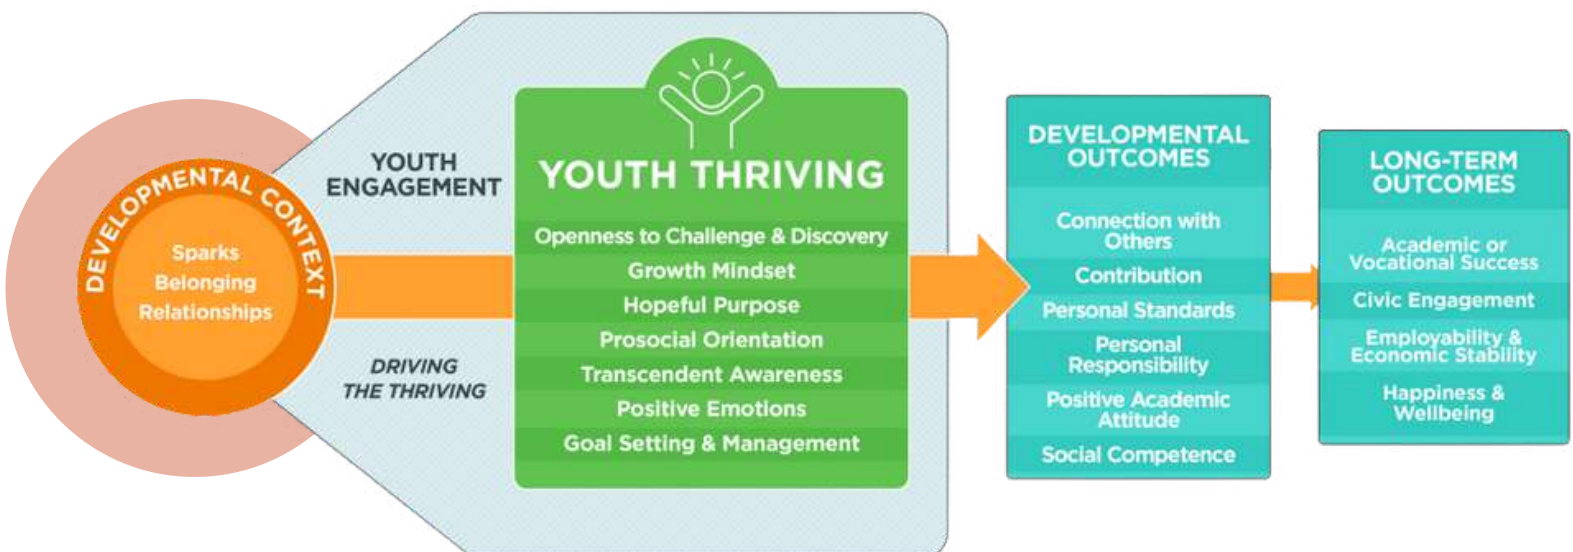 DEVELOPMENTAL CONTEXT
Sparks
Belonging
Relationships
YOUTH
ENGAGEMENT
DRIVING
THE THRIVING
YOUTH THRIVING
Openness to Challenge & Discovery
Growth Mindset
Hopeful Purpose
Prosocial Orientation
Transcendent Awareness
Positive Emotions
Goal Setting & Management
DEVELOPMENTAL
OUTCOMES
Connection with
Others
Contribution
Personal Standards
Personal
Responsibility
Positive Academic
Attitude
Social Competence
LONG-TERM
OUTCOMES
Academic or
Vocational Success
Civic Engagement
Employability &
Economic Stability
Happiness &
Wellbeing